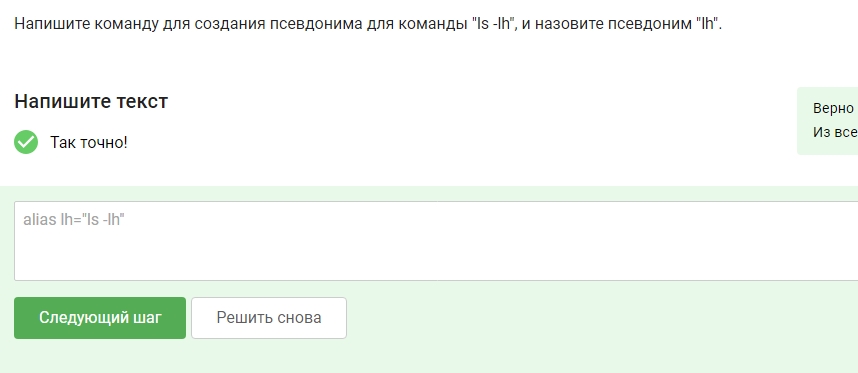 Напишите команду для создания псевдонима для команды "ls -lh", и назовите псевдоним "lh".
Напишите текст
Верно
Так точно!
Из все
alias lh="ls -lh"
Следующий шаг
Решить снова